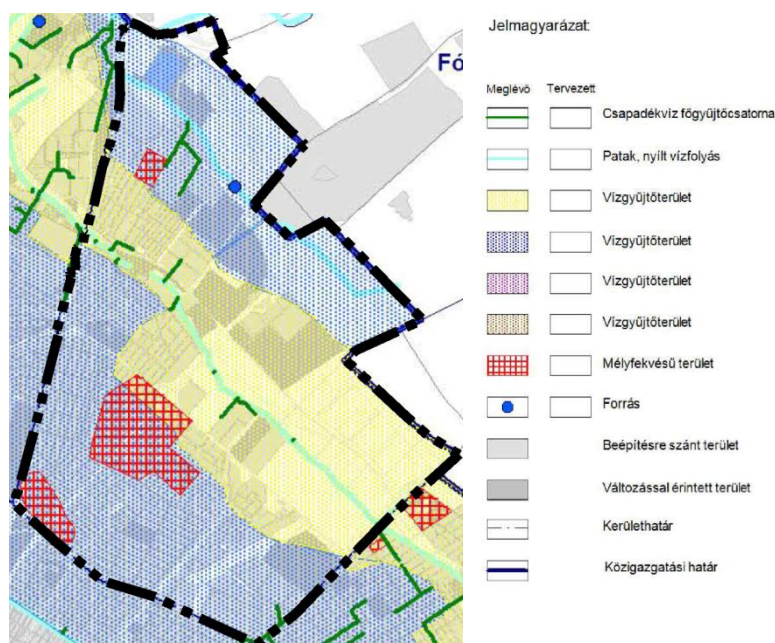 Fó
Jelmagyarázat:
Meglévő Tervezett
Csapadékvíz főgyűjtőcsatorna
Patak, nyílt vízfolyás
Vízgyűjtőterület
Vízgyűjtőterület
Vízgyűjtőterület
Vízgyűjtőterület
Mélyfekvésű terület
Forrás
Beépítésre szánt terület
Változással érintett terület
Kerülethatár
Közigazgatási határ